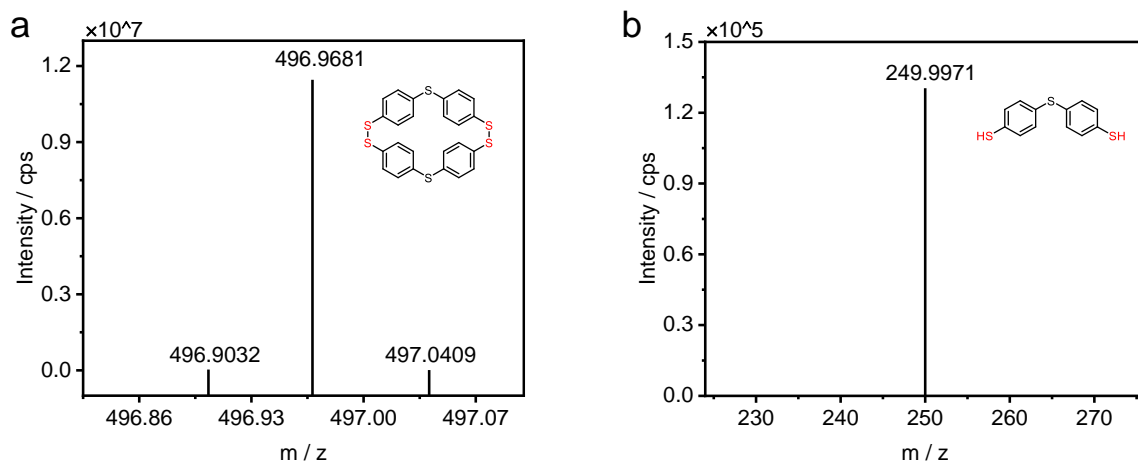 a
×10^7
496.9681
496.9032
497.0409
1.2
0.9
0.6
0.3
0.0
Intensity / cps
496.86
496.93
497.00
497.07
m / z
S
S
S
S
S
S
b
×10^5
249.9971
1.5
1.2
0.9
0.6
0.3
0.0
Intensity / cps
230
240
250
260
270
m / z
S
HS
SH